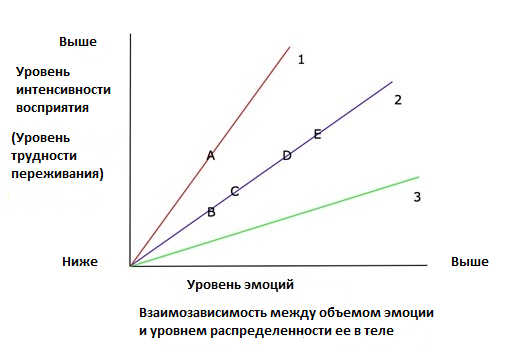 Выше
Уровень
интенсивности
восприятия
(Уровень
трудности
переживания)
Ниже
1
2
3
A
B
C
D
E
Уровень эмоций
Выше
Взаимозависимость между объемом эмоции
и уровнем распределенности ее в теле